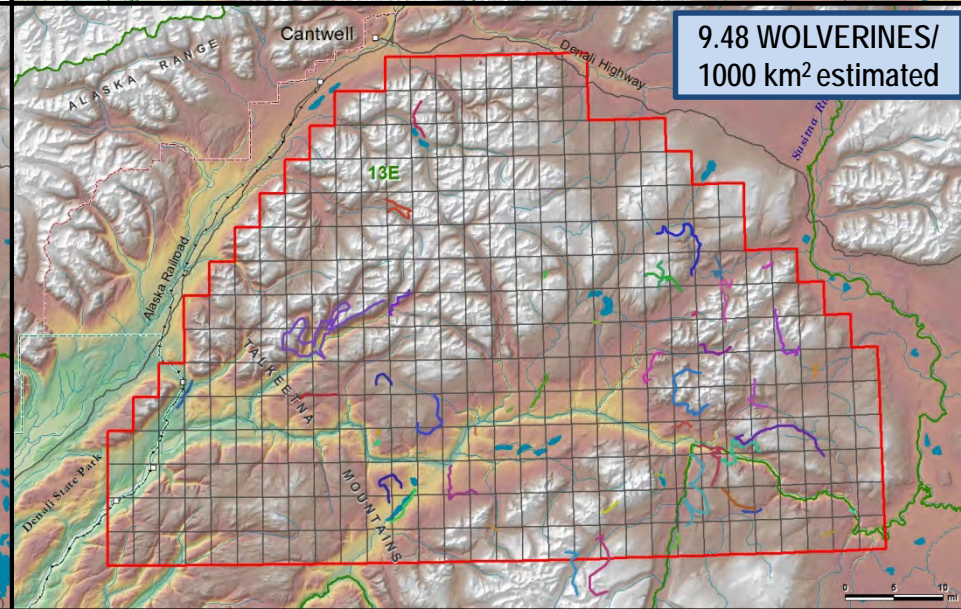 9.48 WOLVERINES/
1000 km² estimated
Cantwell
Denali Highway
ALASKA RANGE
13E
Alaska Railroad
TALKEETNA
MOUNTAINS
Denali State Park
0 5 10
mi